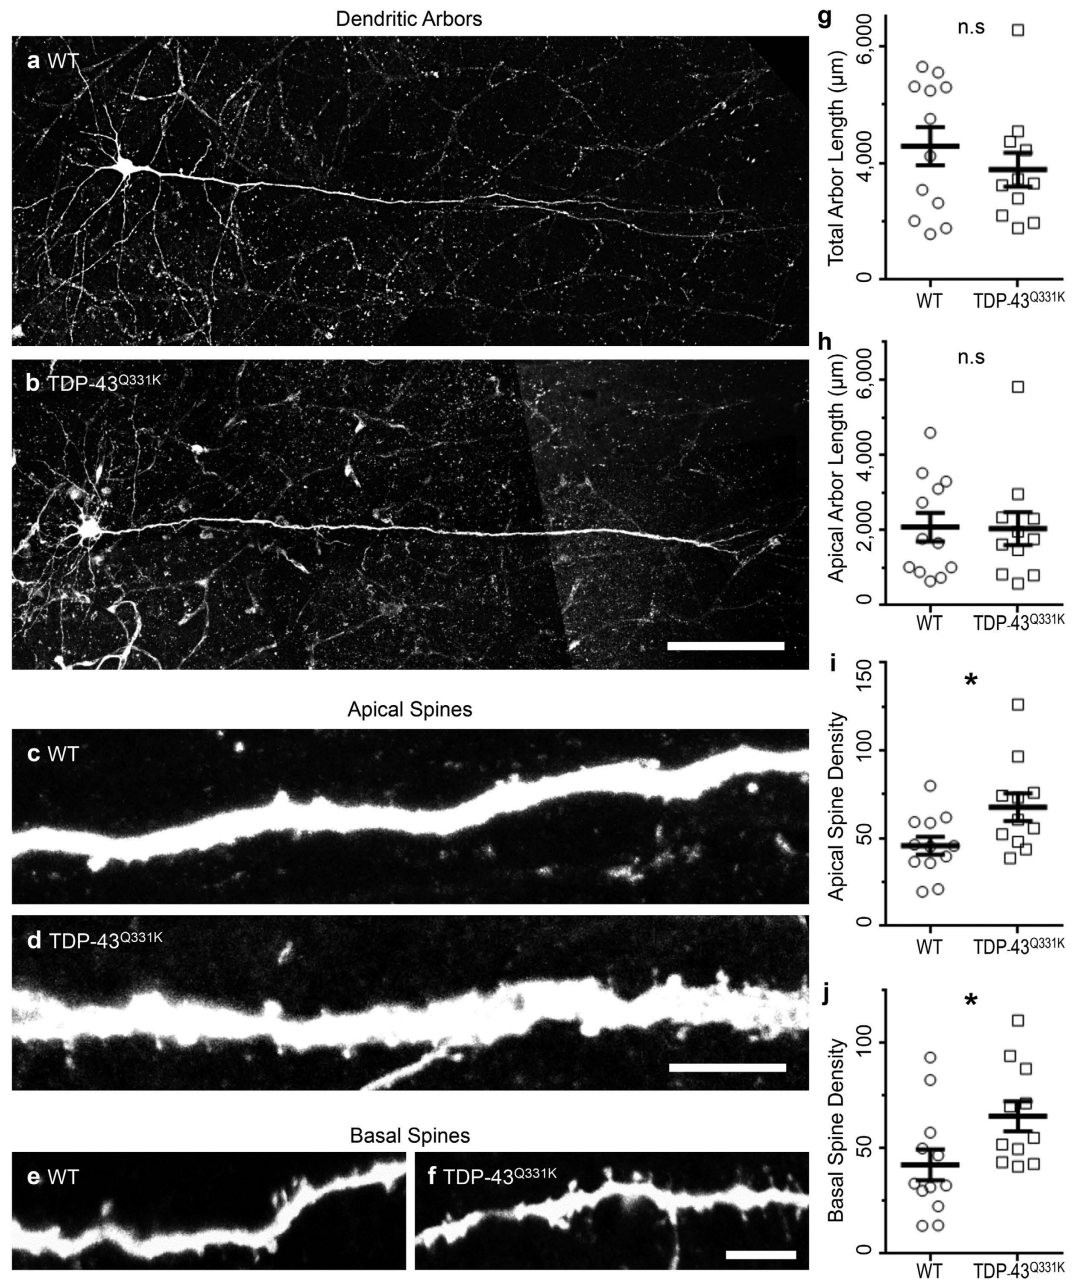 Dendritic Arbors
a WT
b TDP-43Q331K
Apical Spines
c WT
d TDP-43Q331K
Basal Spines
e WT
f TDP-43Q331K
g
n.s
Total Arbor Length (µm)
6,000
4,000
0
WT
TDP-43Q331K
h
n.s
Apical Arbor Length (µm)
6,000
4,000
2,000
0
WT
TDP-43Q331K
i
*
Apical Spine Density
150
100
50
0
WT
TDP-43Q331K
j
*
Basal Spine Density
100
50
0
WT
TDP-43Q331K